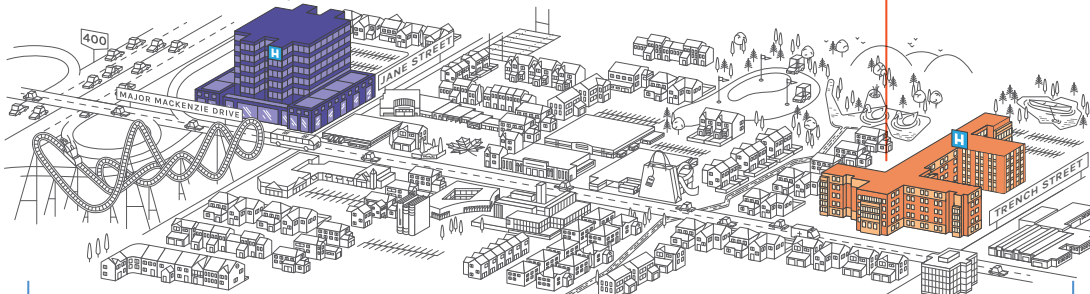 400
H
JANE STREET
MAJOR MACKENZIE DRIVE
H
TRENCH STREET